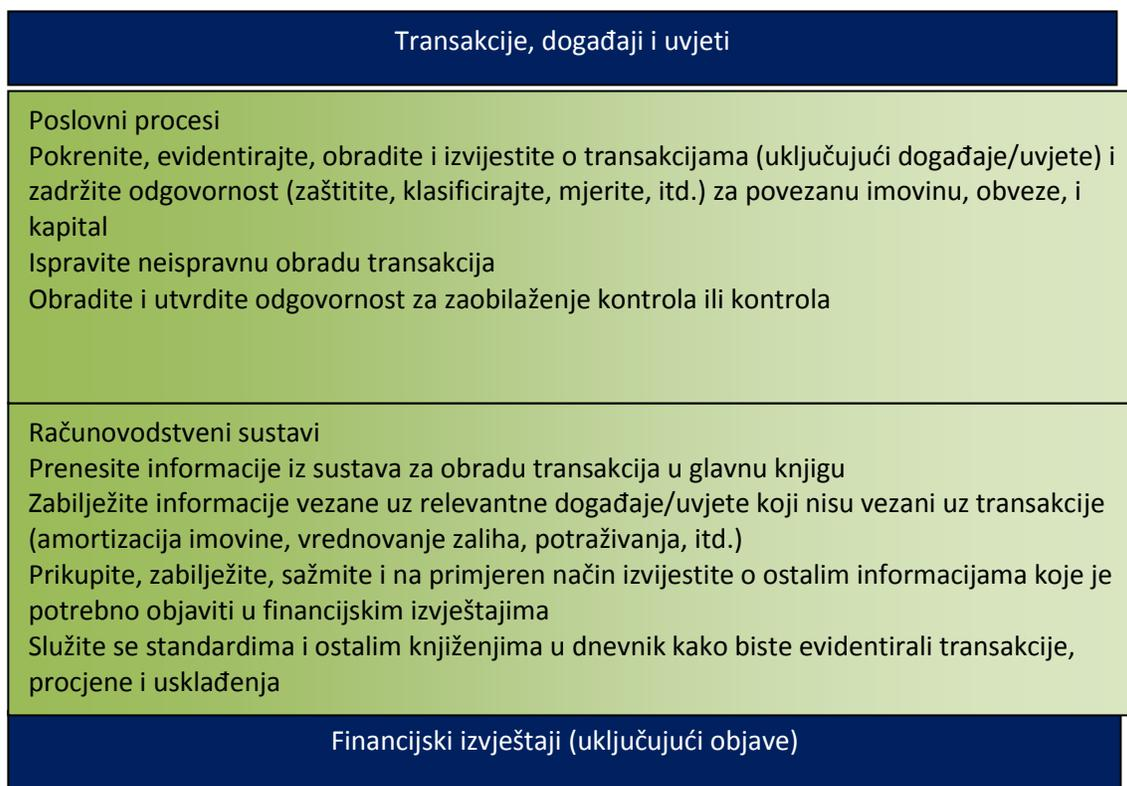 Transakcije, događaji i uvjeti
Poslovni procesi
Pokrenite, evidentirajte, obradite i izvijestite o transakcijama (uključujući događaje/uvjete) i
zadržite odgovornost (zaštitite, klasificirajte, mjerite, itd.) za povezanu imovinu, obveze, i
kapital
Ispravite neispravnu obradu transakcija
Obradite i utvrdite odgovornost za zaobilaženje kontrola ili kontrola
Računovodstveni sustavi
Prenesite informacije iz sustava za obradu transakcija u glavnu knjigu
Zabilježite informacije vezane uz relevantne događaje/uvjete koji nisu vezani uz transakcije
(amortizacija imovine, vrednovanje zaliha, potraživanja, itd.)
Prikupite, zabilježite, sažmite i na primjeren način izvijestite o ostalim informacijama koje je
potrebno objaviti u financijskim izvještajima
Služite se standardima i ostalim knjiženjima u dnevnik kako biste evidentirali transakcije,
procjene i usklađenja
Financijski izvještaji (uključujući objave)